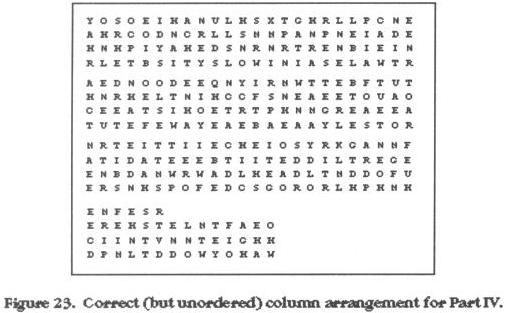 Y O S O E I H A N U L H S X T G H R L L P C N E
A H R C O D N C R L L S N N P A N P N E I A D E
H N H P I Y A H E D S N R N R T R E N B I E I N
R L E T B S I T Y S L O W I N I A S E L A W T R
A E D N O O D E E Q N Y I R N W T T E B F T U T
H N R H E L T N I H C C F S N E A E E T O U A O
C E E A T S I H O E T R T P H N N G R E A E E A
T U T E F E W A Y E A E B A E A A Y L E S T O R
N R T E I T T I I E C H E I O S Y R K G A N N F
A T I D A T E E E B T I I T E D D I L T R E G E
E N B D A N W R W A D L H E A D L T N D D O F U
E R S N H S P O F E D C S G O R O R L H P H N H
E N F E S R
E R E H S T E L N T F A E O
C I I N T V N N T E I G H H
D P N L T D D O W Y O H A W
Figure 23. Correct (but unordered) column arrangement for Part IV.